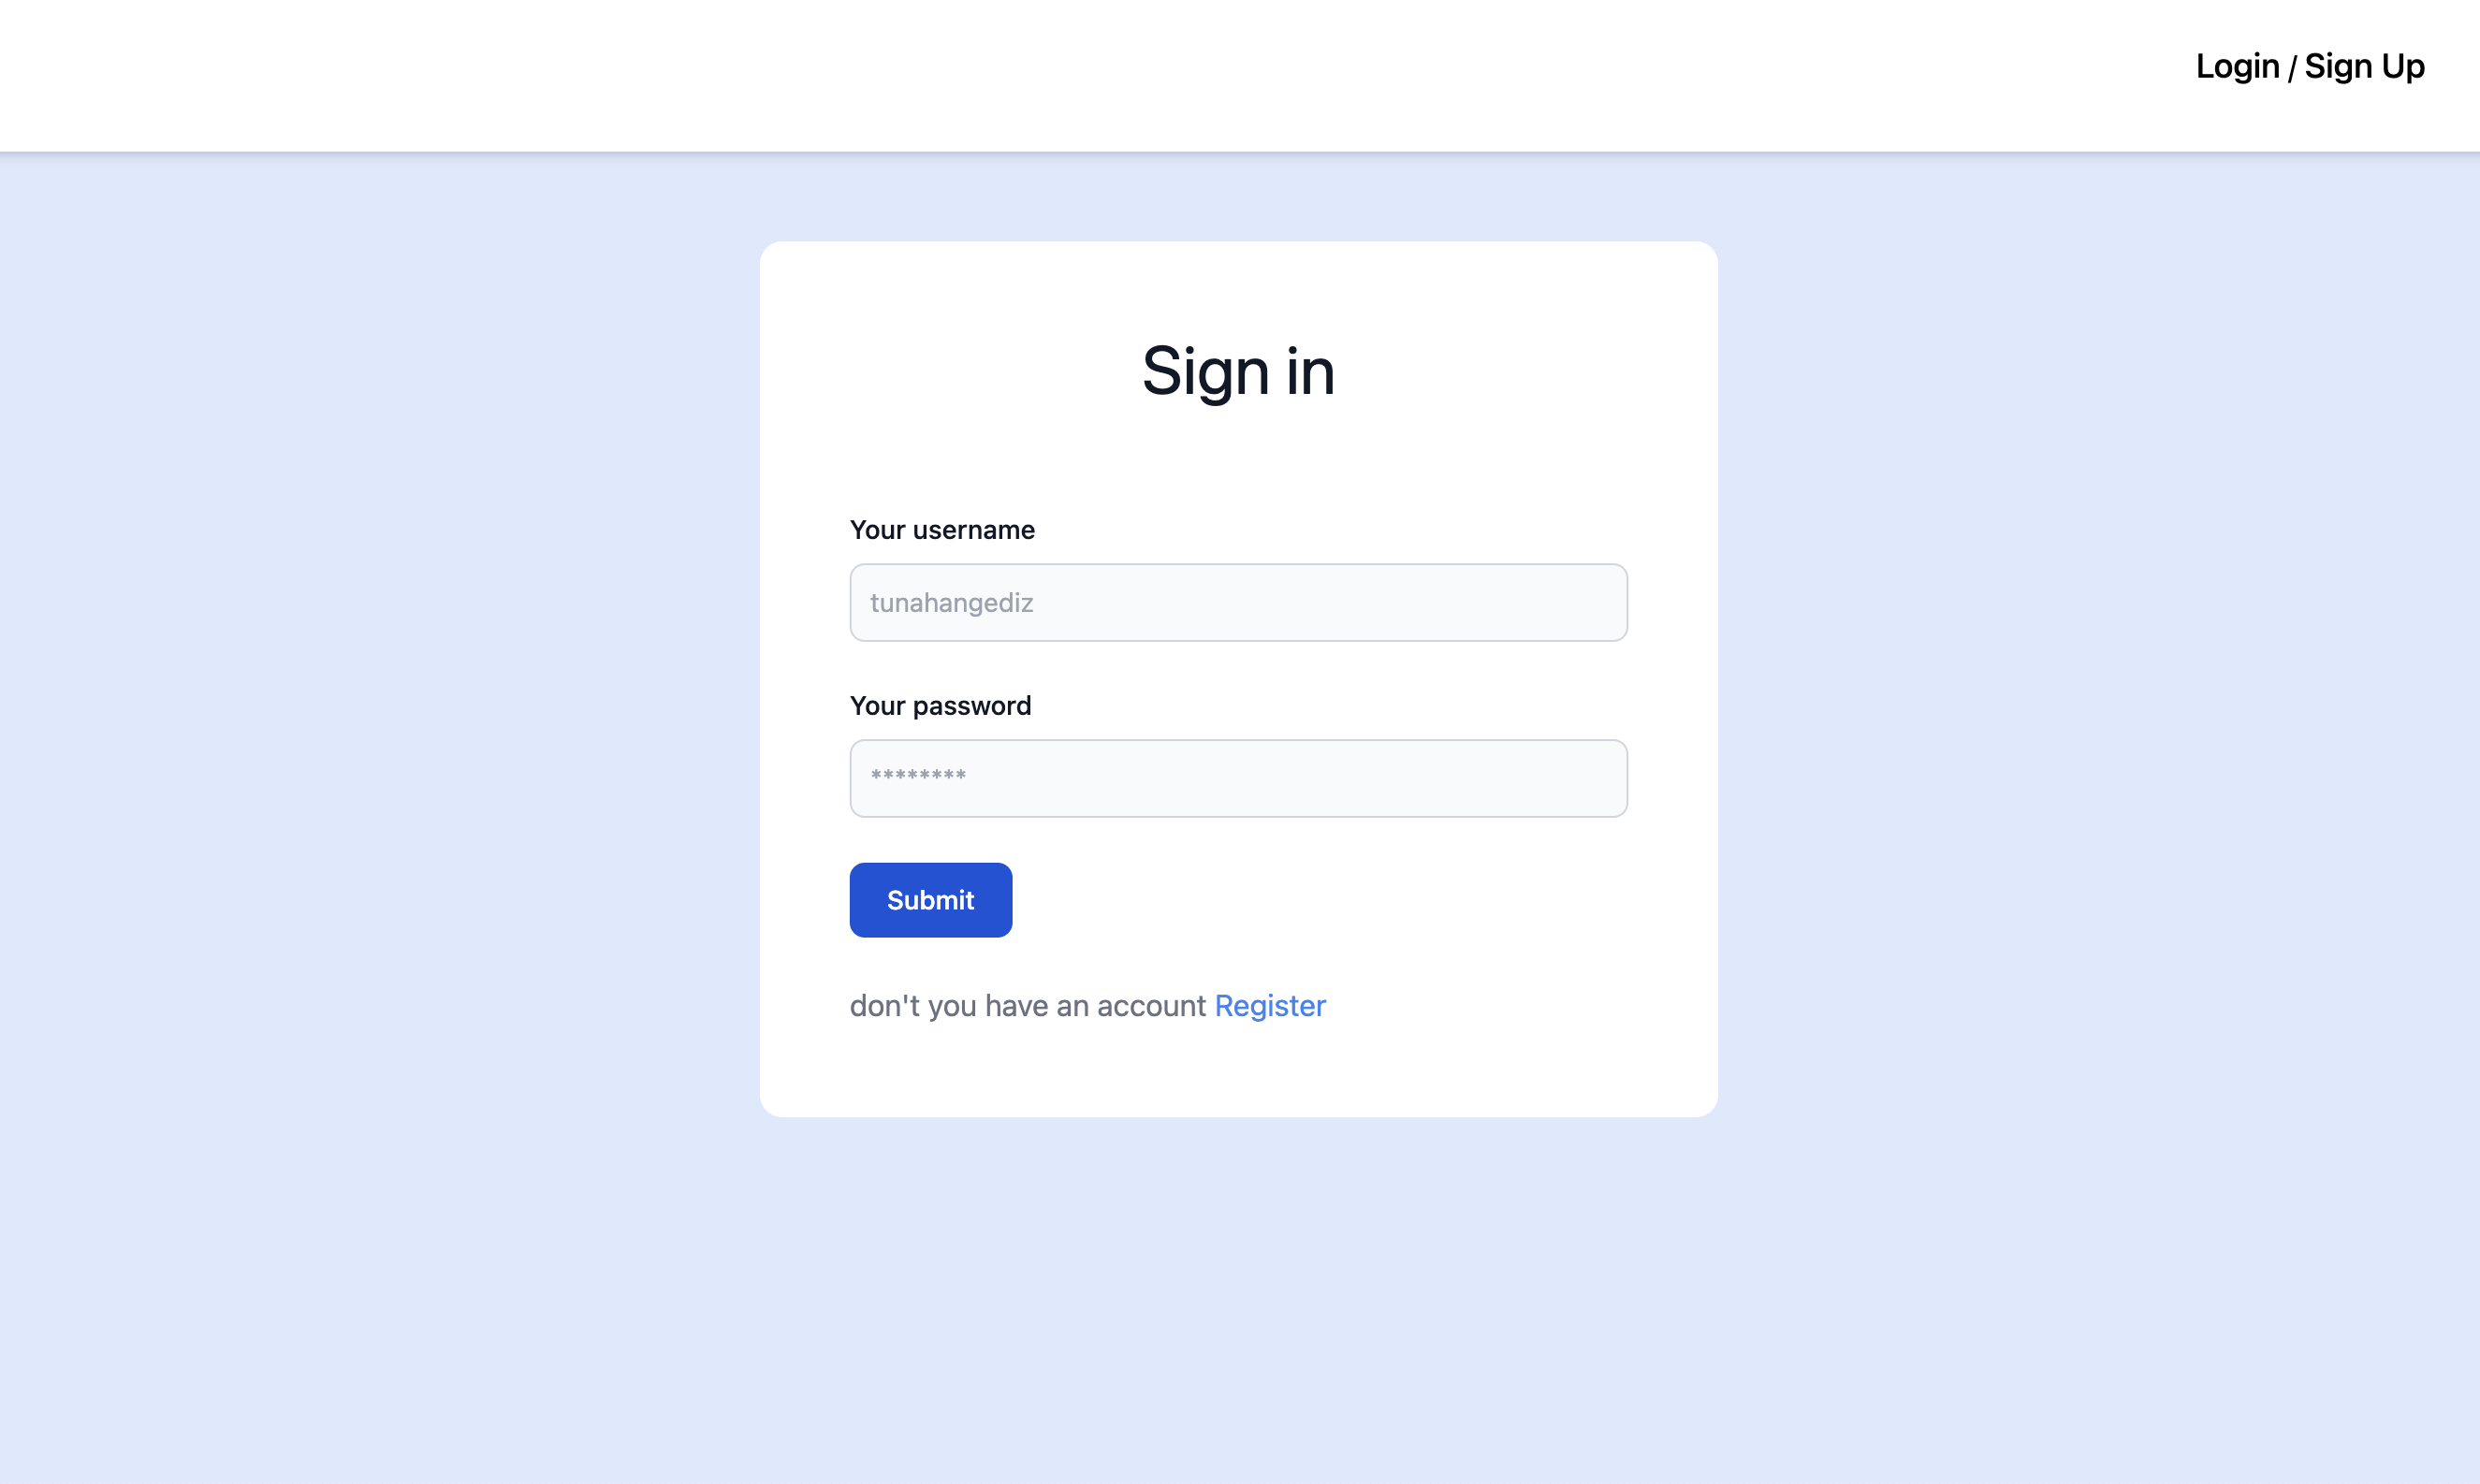 Login / Sign Up
Sign in
Your username
tunahangediz
Your password
********
Submit
don't you have an account Register